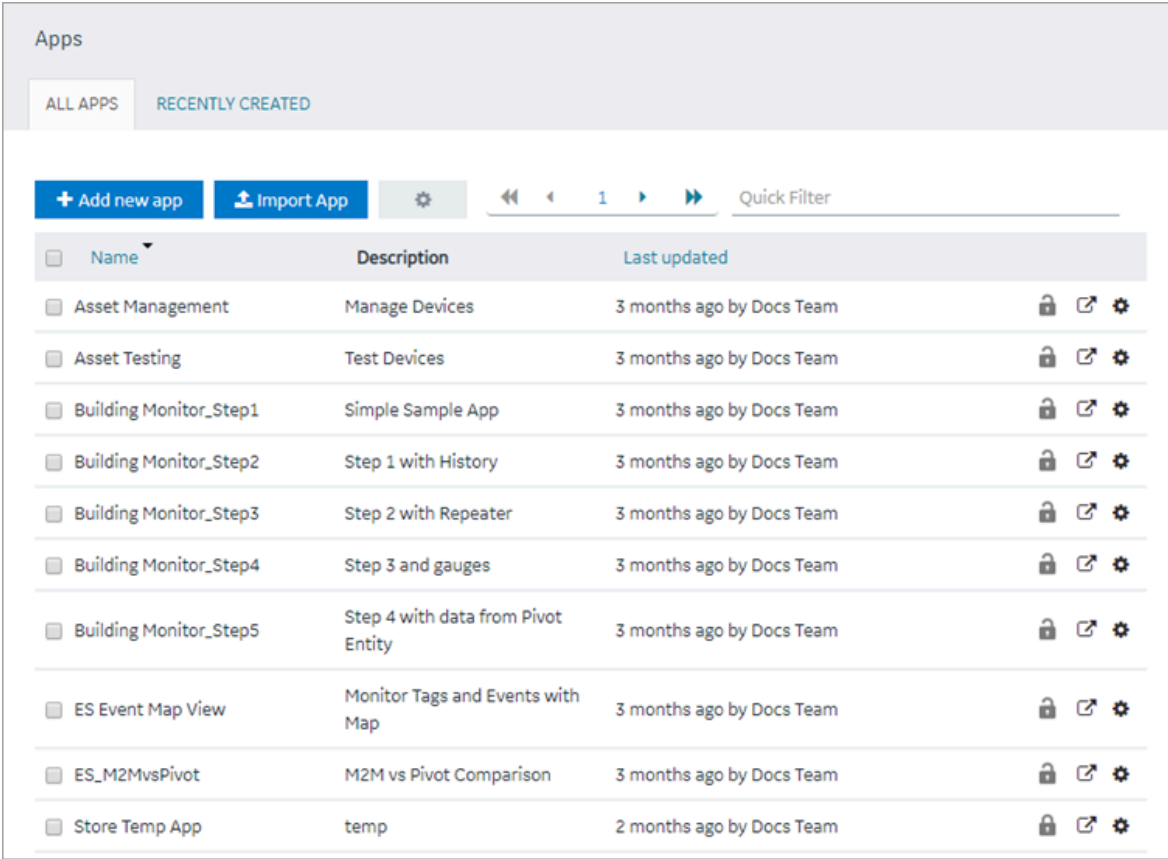 Apps
ALL APPS RECENTLY CREATED
Add new app Import App 1 Quick Filter
Name Description Last updated
Asset Management Manage Devices 3 months ago by Docs Team
Asset Testing Test Devices 3 months ago by Docs Team
Building Monitor_Step1 Simple Sample App 3 months ago by Docs Team
Building Monitor_Step2 Step 1 with History 3 months ago by Docs Team
Building Monitor_Step3 Step 2 with Repeater 3 months ago by Docs Team
Building Monitor_Step4 Step 3 and gauges 3 months ago by Docs Team
Building Monitor_Step5 Step 4 with data from Pivot 3 months ago by Docs Team
Entity
ES Event Map View Monitor Tags and Events with 3 months ago by Docs Team
Map
ES_M2MvsPivot M2M vs Pivot Comparison 3 months ago by Docs Team
Store Temp App temp 2 months ago by Docs Team